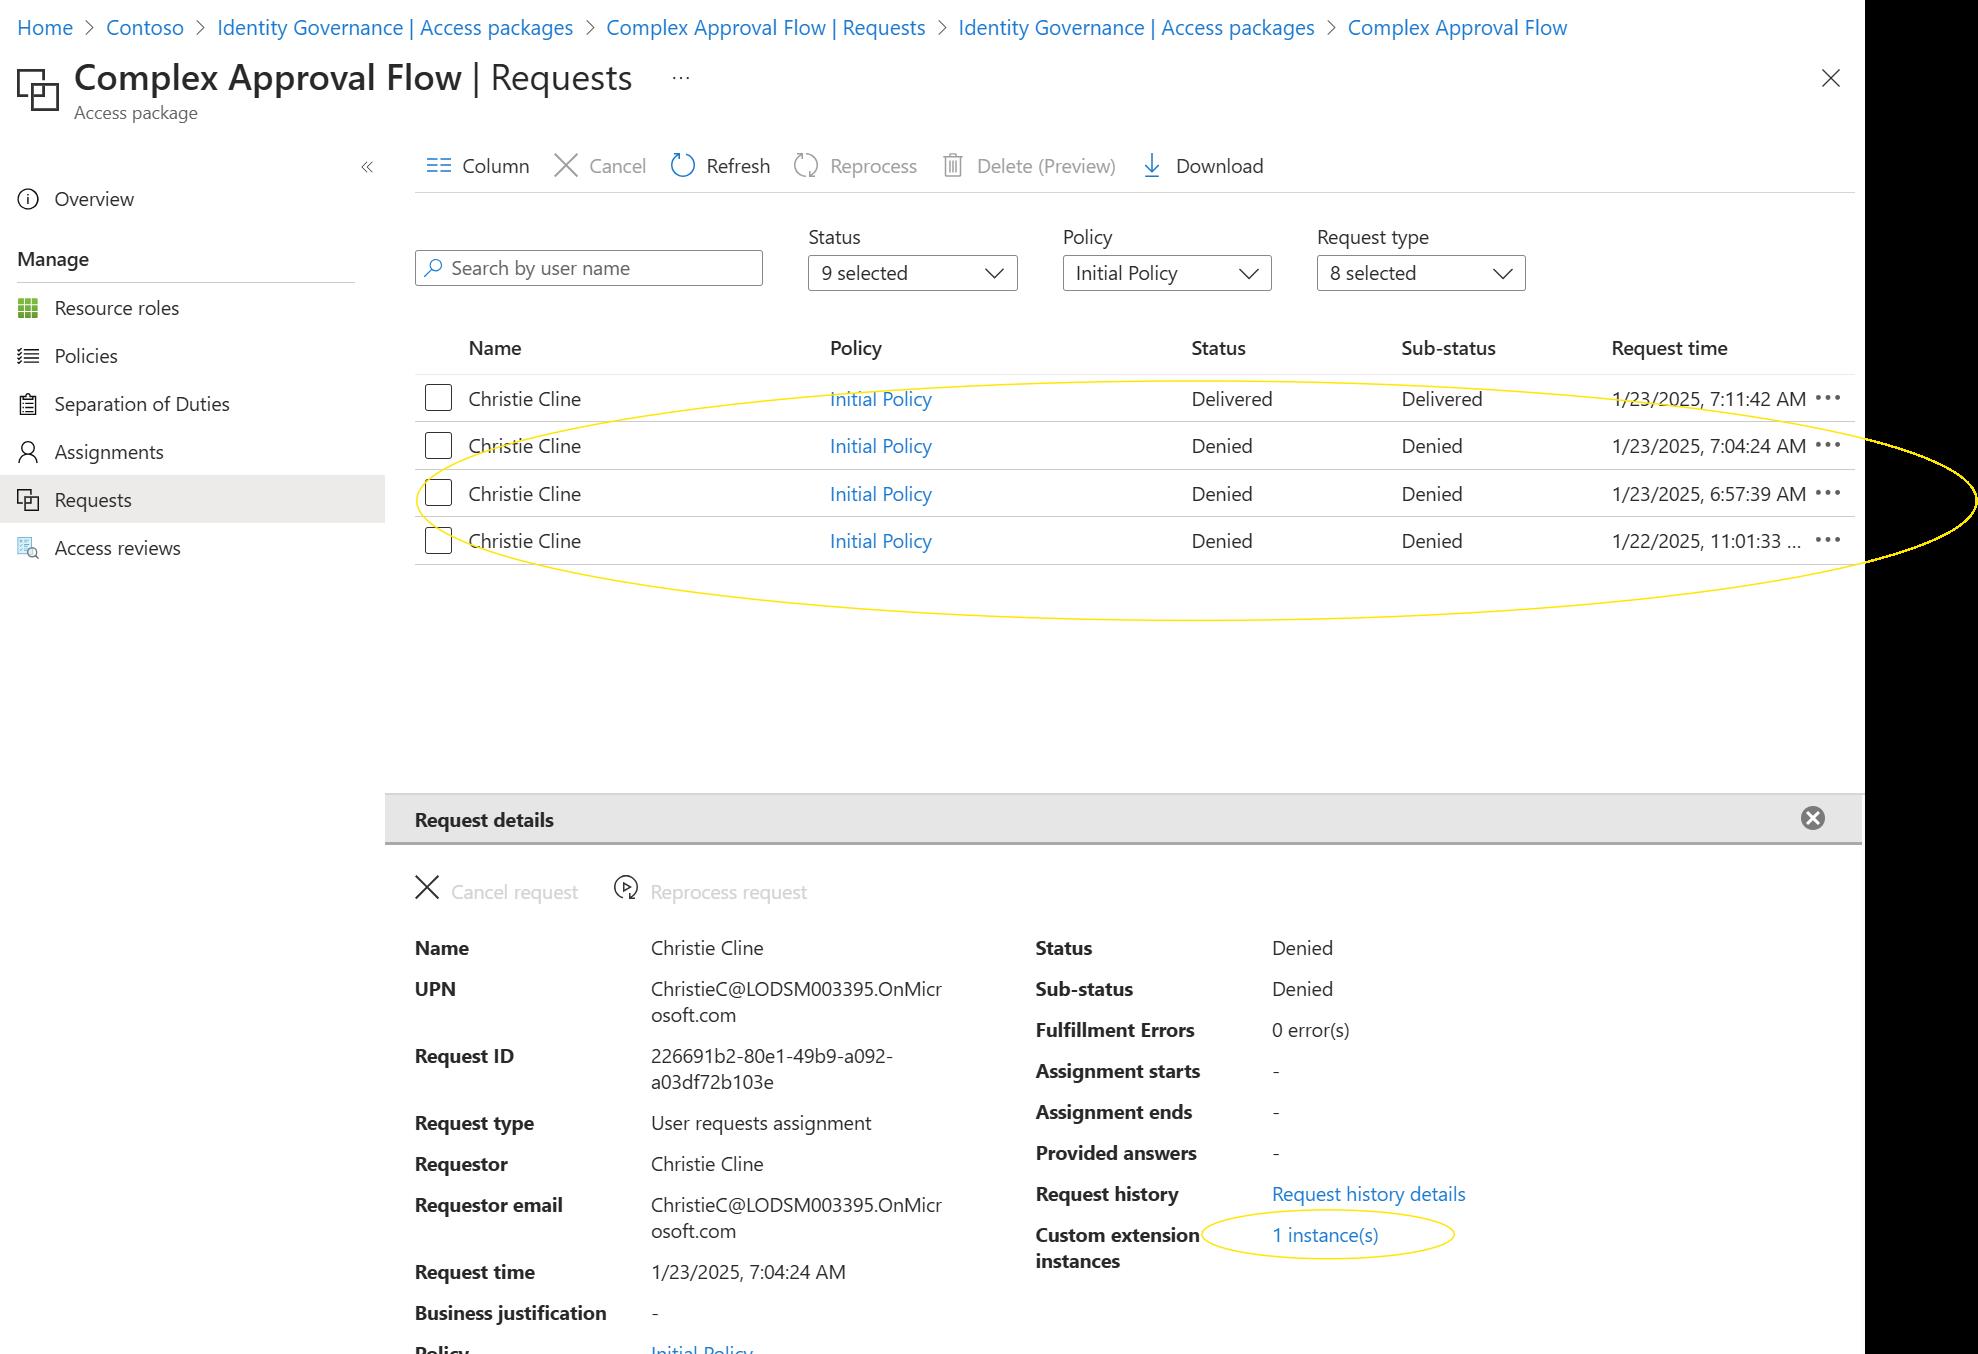 Home > Contoso > Identity Governance | Access packages > Complex Approval Flow | Requests > Identity Governance | Access packages > Complex Approval Flow
Complex Approval Flow | Requests ...
Access package
«
Column Cancel Refresh Reprocess Delete (Preview) Download
Overview
Manage
Resource roles
Policies
Separation of Duties
Assignments
Requests
Access reviews
Status Policy Request type
Search by user name 9 selected Initial Policy 8 selected
Name Policy Status Sub-status Request time
Christie Cline Initial Policy Delivered Delivered 1/23/2025, 7:11:42 AM •••
Christie Cline Initial Policy Denied Denied 1/23/2025, 7:04:24 AM •••
Christie Cline Initial Policy Denied Denied 1/23/2025, 6:57:39 AM •••
Christie Cline Initial Policy Denied Denied 1/22/2025, 11:01:33 ... •••
Request details
Cancel request Reprocess request
Name Christie Cline
UPN ChristieC@LODSM003395.OnMicr
osoft.com
Request ID 226691b2-80e1-49b9-a092-
a03df72b103e
Request type User requests assignment
Requestor Christie Cline
Requestor email ChristieC@LODSM003395.OnMicr
osoft.com
Request time 1/23/2025, 7:04:24 AM
Business justification -
Policy Initial Policy
Status Denied
Sub-status Denied
Fulfillment Errors 0 error(s)
Assignment starts -
Assignment ends -
Provided answers -
Request history Request history details
Custom extension 1 instance(s)
instances